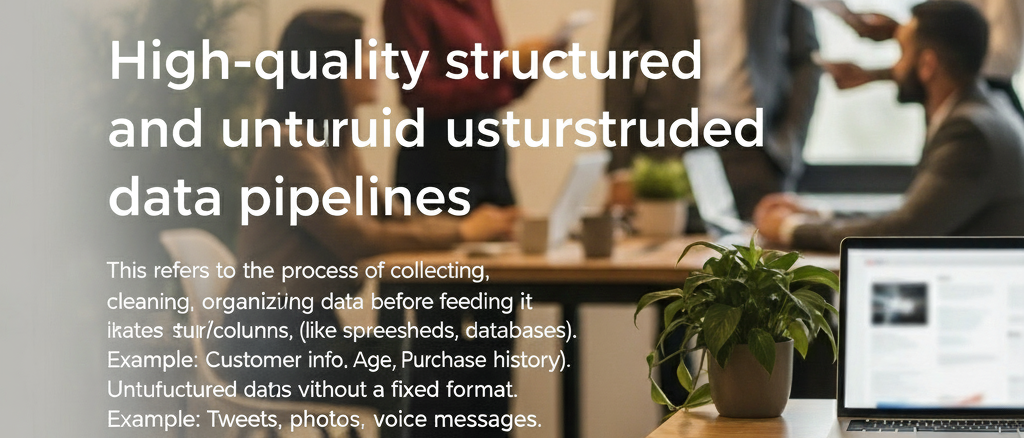 High-quality structured
and unturuid usturstruded
data pipelines
This refers to the process of collecting,
cleaning, organizing data before feeding it
ikates sur/colunns, (like spreesheds, databases).
Example: Customer info, Age, Purchase history).
Untufuctured datıs vithout a fixed format.
Example: Tweets, photos, voice messages.